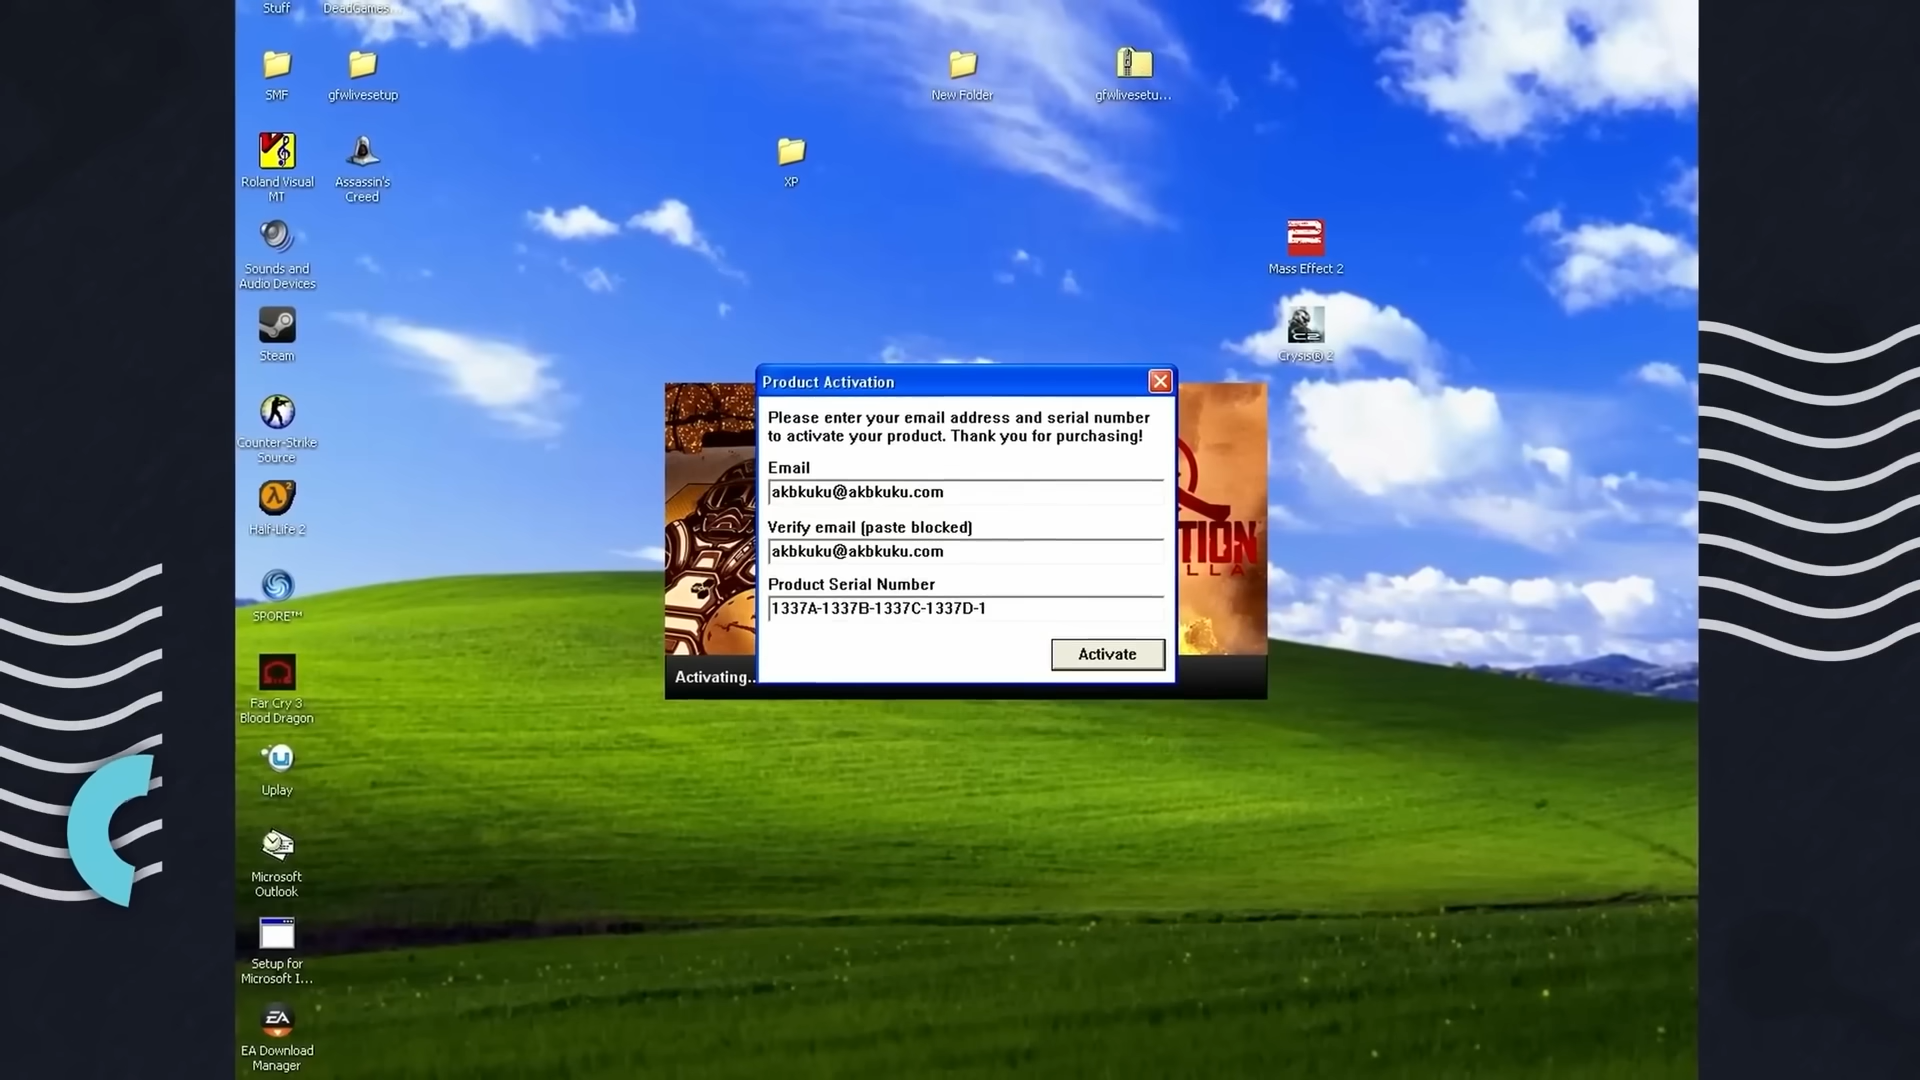 Stuff
DeadGames...
SMF
gfwlivesetup
New Folder
gfwlivesetu...
Roland Visual
MT
Assassin's
Creed
XP
Sounds and
Audio Devices
Mass Effect 2
Steam
Crysis® 2
Product Activation
Please enter your email address and serial number
to activate your product. Thank you for purchasing!
Email
akbkuku@akbkuku.com
Verify email (paste blocked)
akbkuku@akbkuku.com
Product Serial Number
1337A-1337B-1337C-1337D-1
Activate
Activating..
TION
LLA
Counter-Strike
Source
Half-Life 2
SPORE™
Far Cry 3
Blood Dragon
Uplay
Microsoft
Outlook
Setup for
Microsoft I...
EA
EA Download
Manager